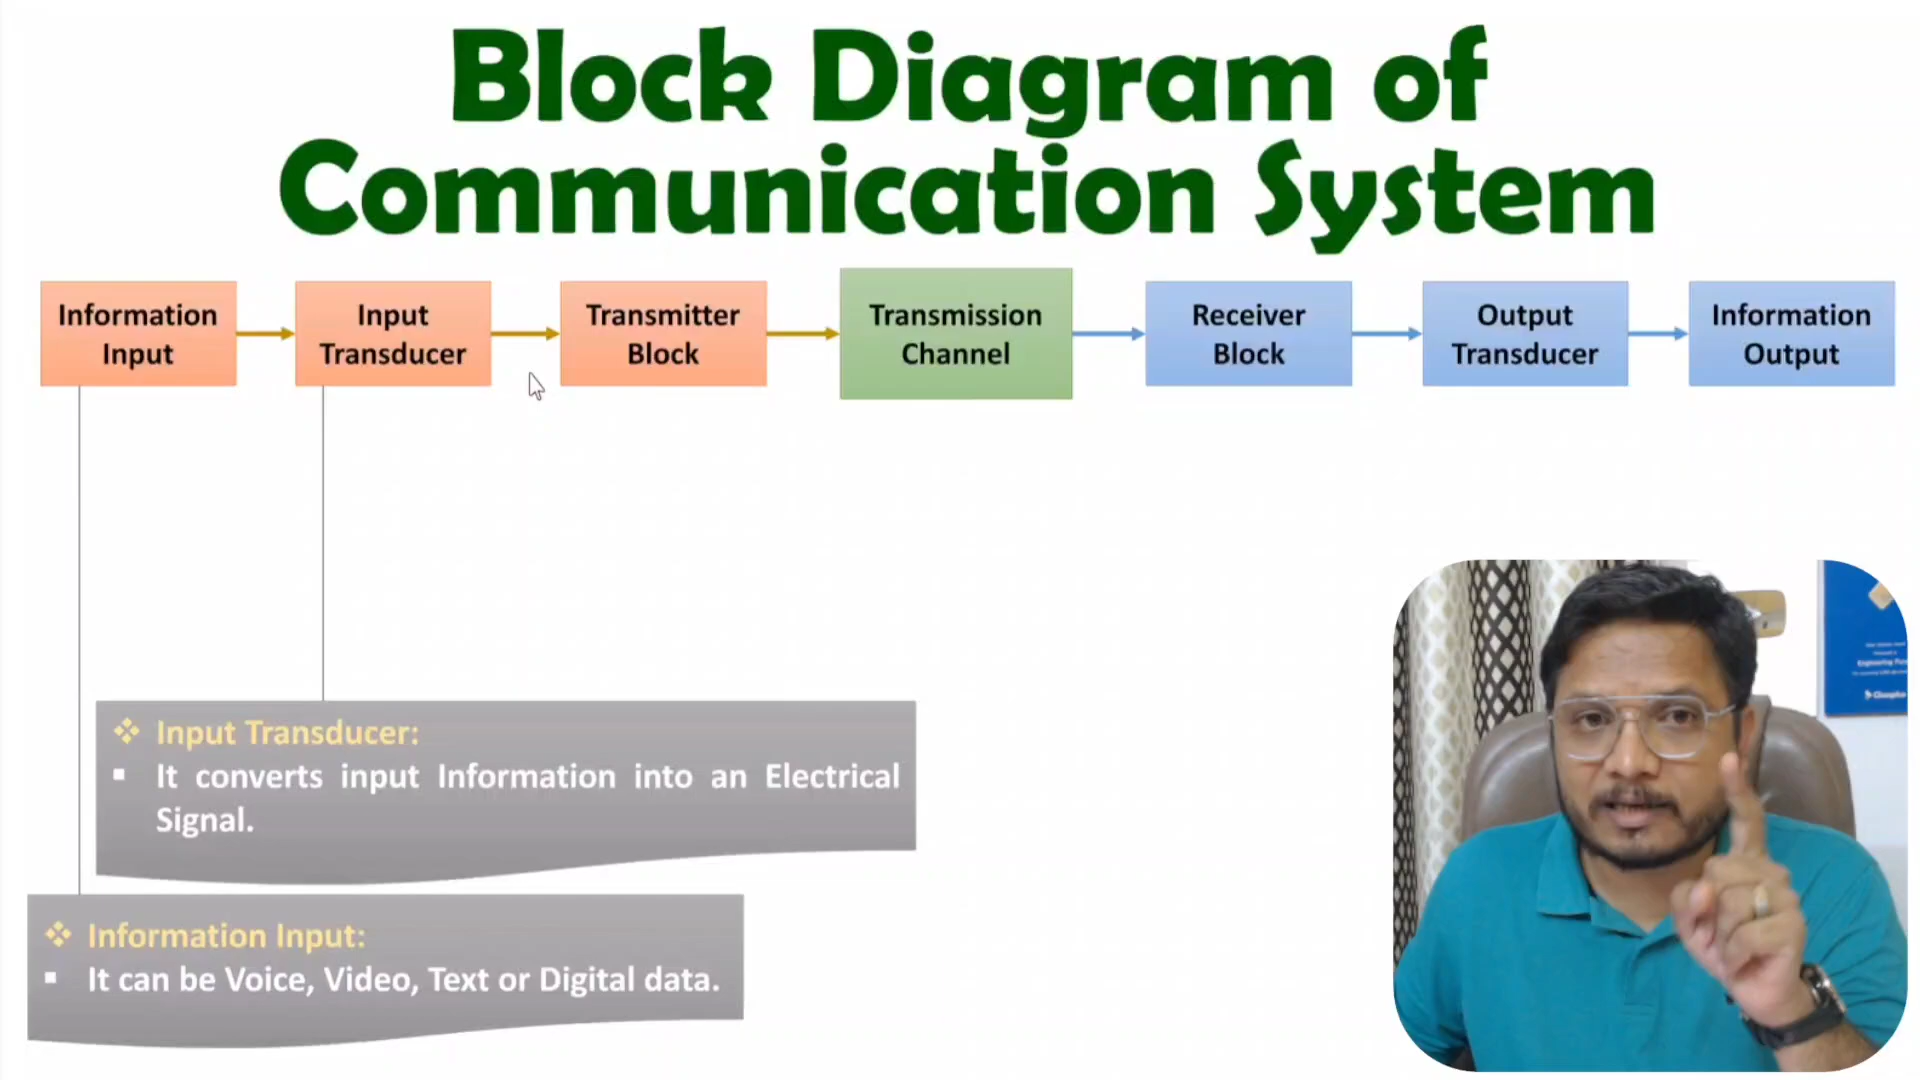 Block Diagram of
Communication System
Information
Input
Input
Transducer
Transmitter
Block
Transmission
Channel
Receiver
Block
Output
Transducer
Information
Output
❖ Input Transducer:
▪ It converts input Information into an Electrical
Signal.
❖ Information Input:
▪ It can be Voice, Video, Text or Digital data.